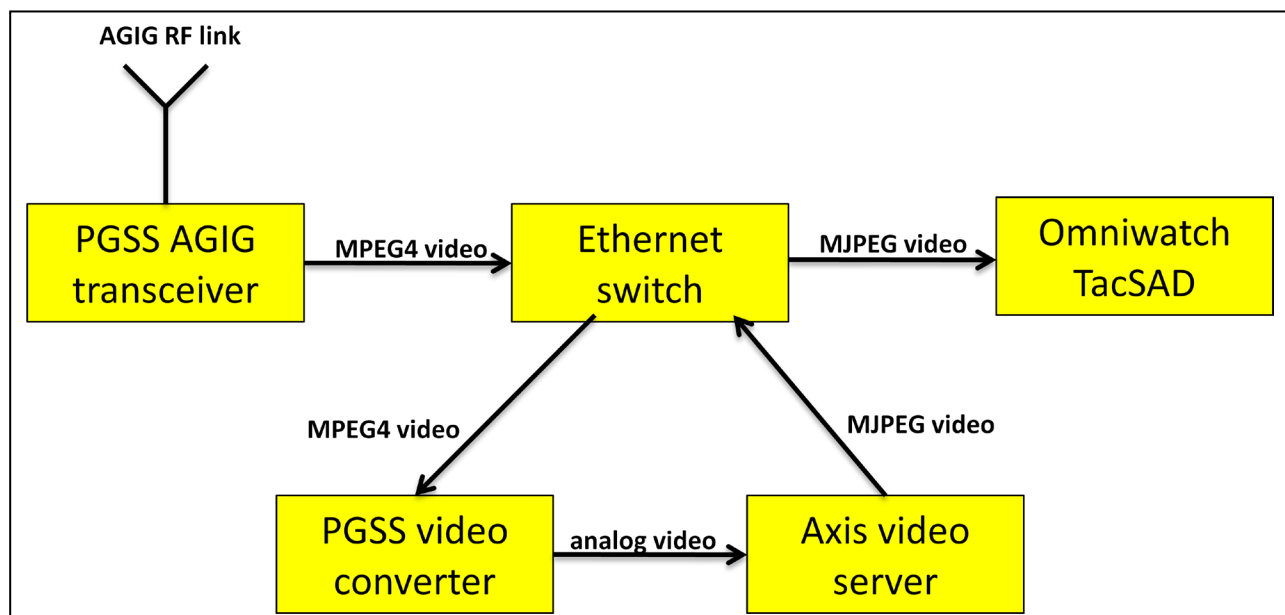 AGIG RF link
PGSS AGIG
transceiver
MPEG4 video
Ethernet
switch
MJPEG video
Omniwatch
TacSAD
MPEG4 video
MJPEG video
PGSS video
converter
analog video
Axis video
server